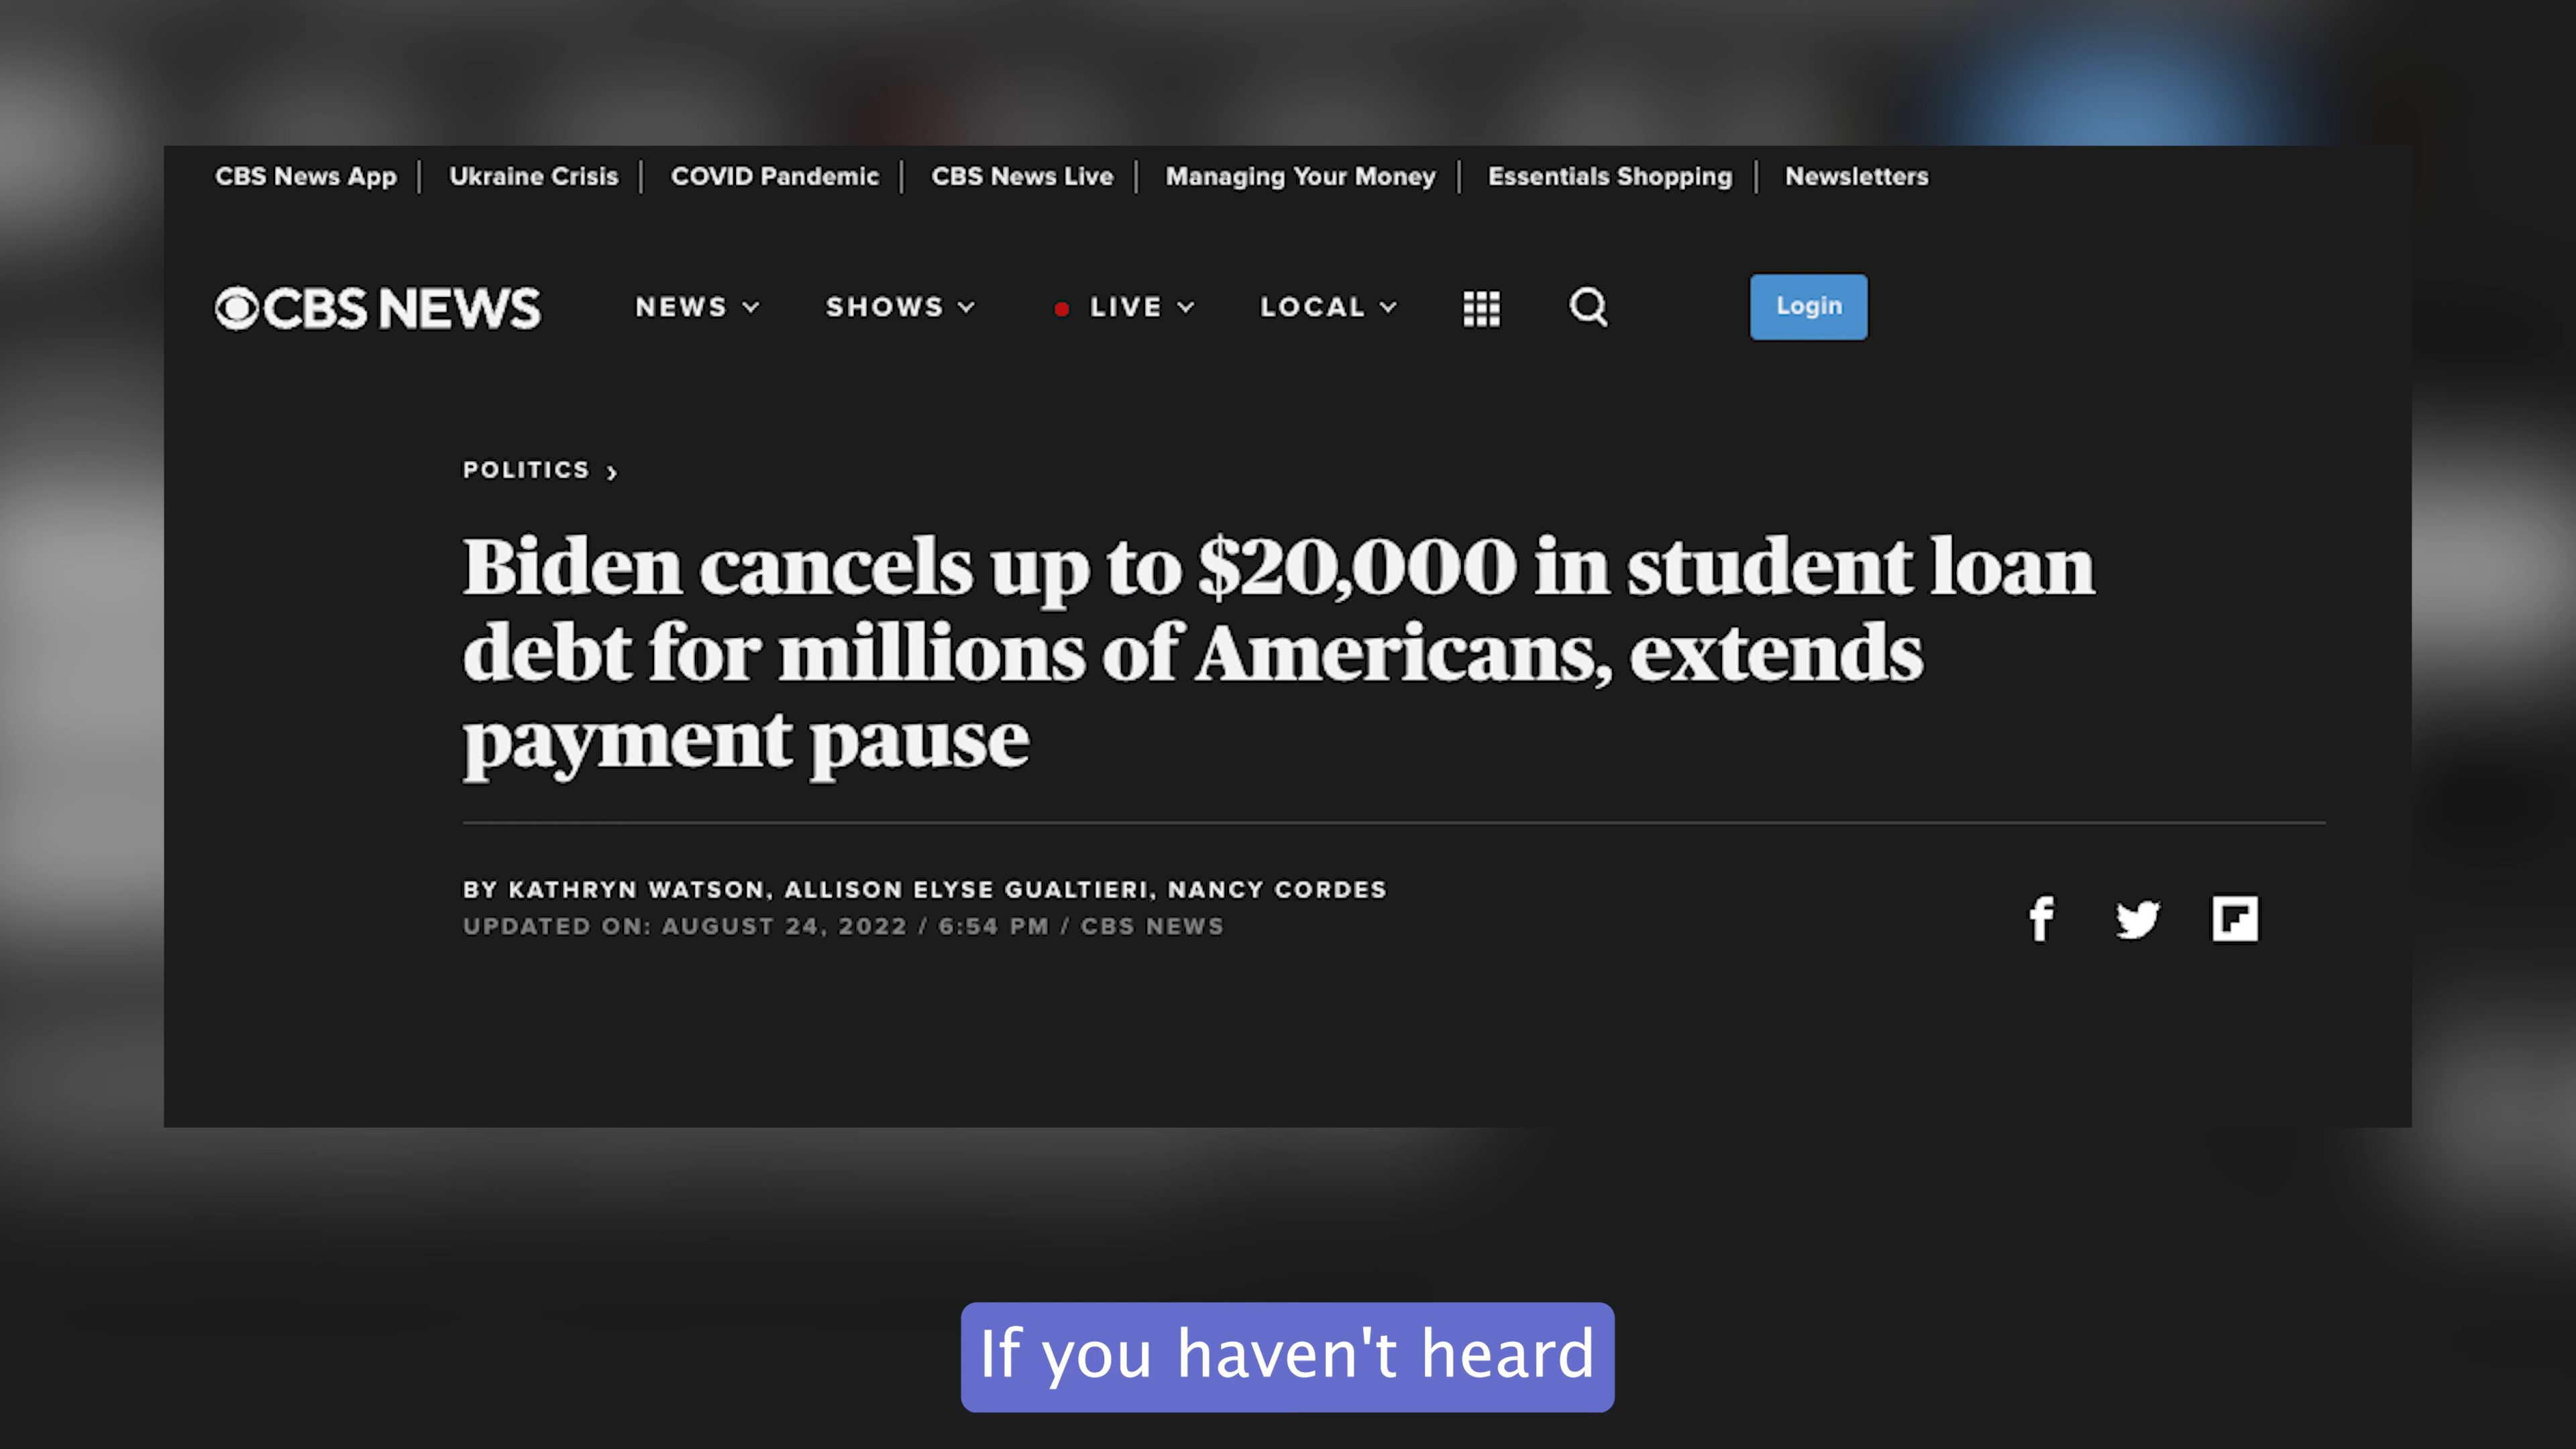 CBS News App | Ukraine Crisis | COVID Pandemic | CBS News Live | Managing Your Money | Essentials Shopping | Newsletters
CBS NEWS NEWS SHOWS LIVE LOCAL Login
POLITICS
Biden cancels up to $20,000 in student loan
debt for millions of Americans, extends
payment pause
BY KATHRYN WATSON, ALLISON ELYSE GUALTIERI, NANCY CORDES
UPDATED ON: AUGUST 24, 2022 / 6:54 PM / CBS NEWS
If you haven't heard